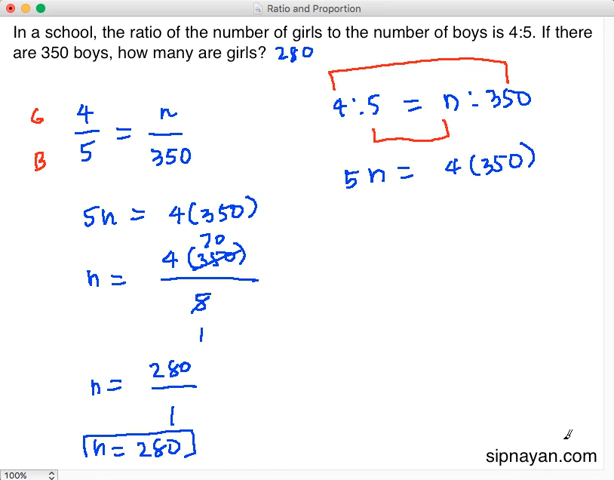 Ratio and Proportion
In a school, the ratio of the number of girls to the number of boys is 4:5. If there
are 350 boys, how many are girls? 280
G 4/5 = n/350
B
5n = 4(350)
70
n = 4(350)/5
1
n = 280/1
n = 280
4:5 = n:350
5n = 4(350)
sipnayan.com
100%